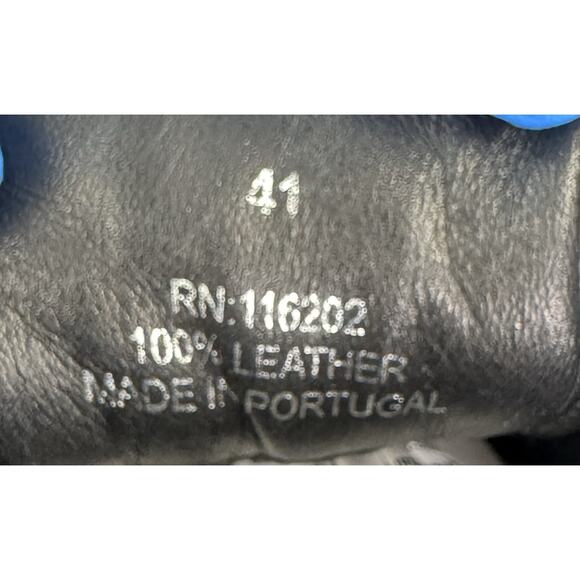 41
RN:116202
100% LEATHER
MADE IN PORTUGAL